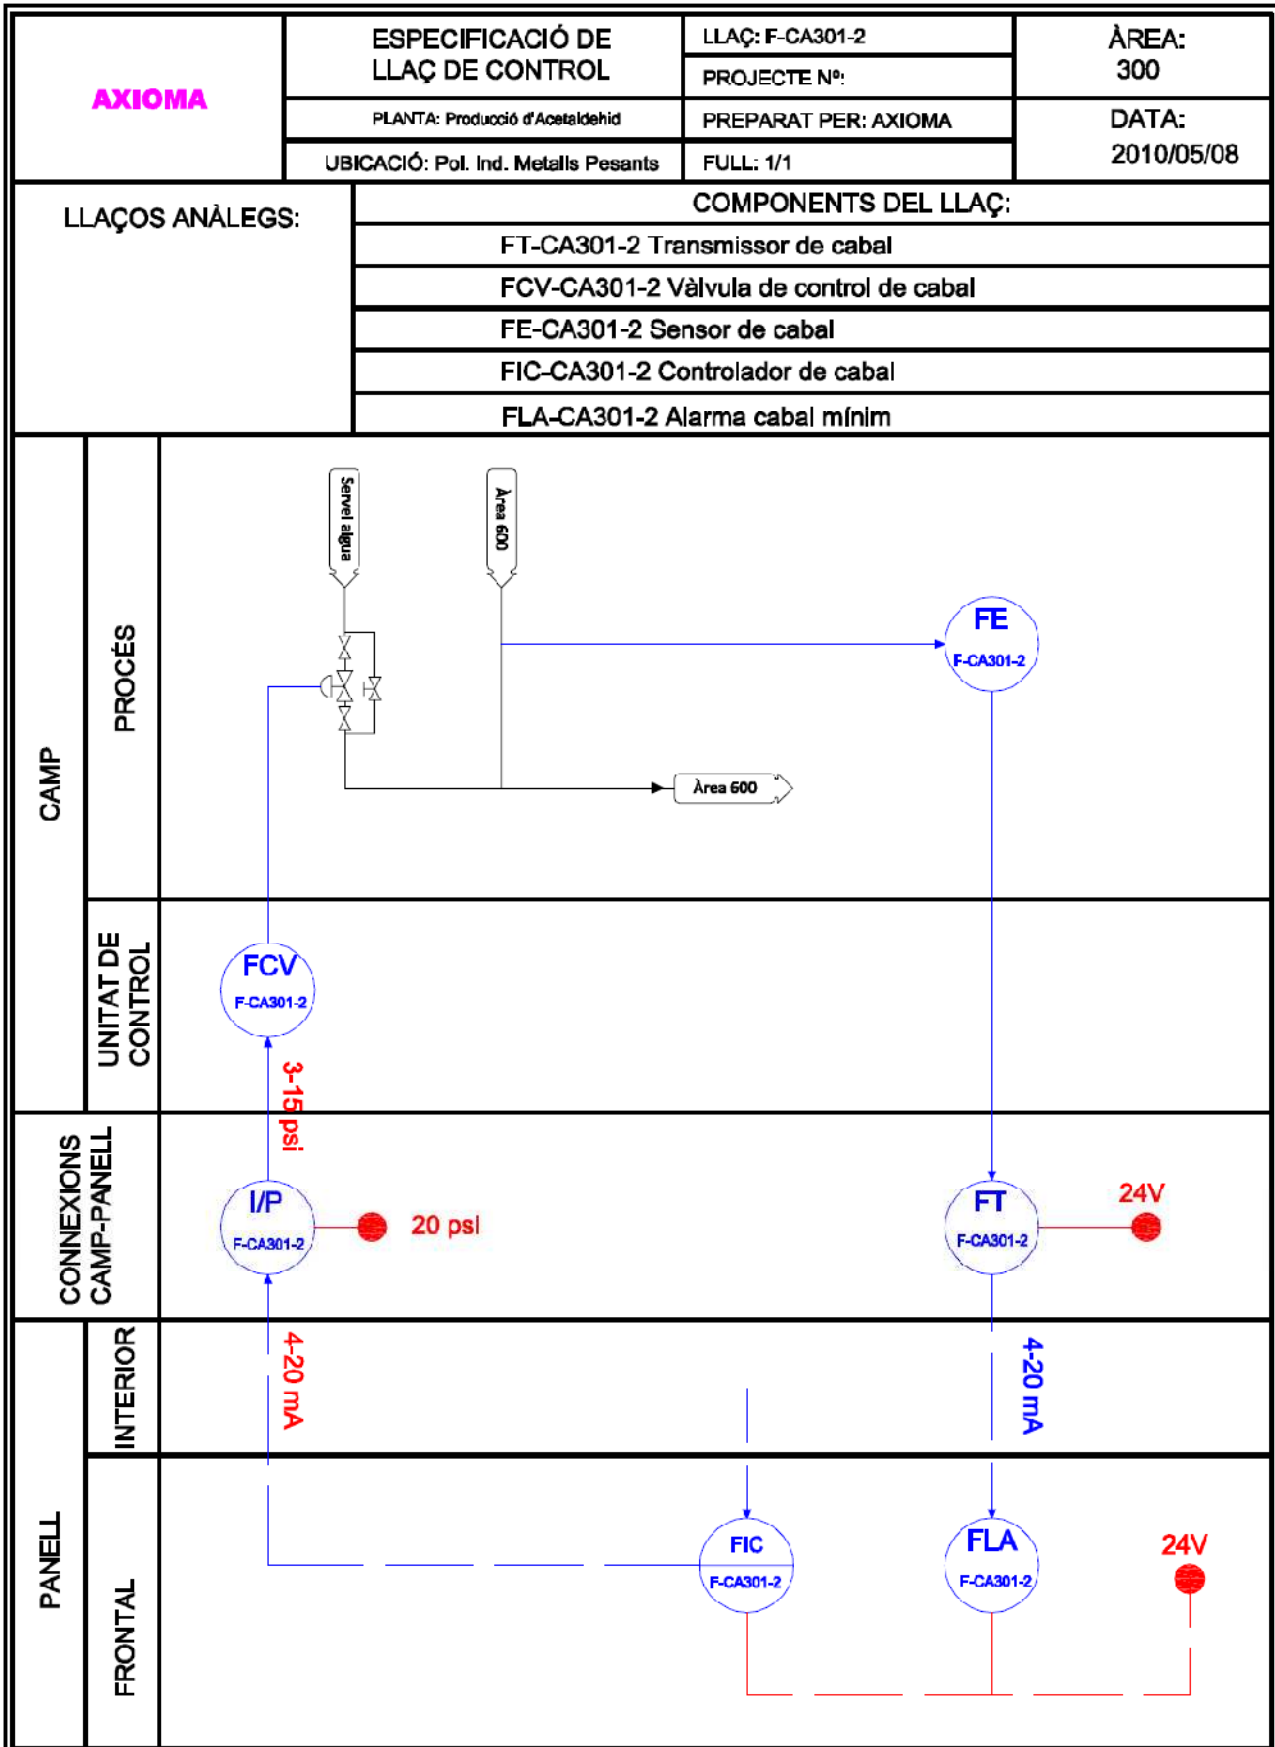 AXIOMA
ESPECIFICACIÓ DE
LLAÇ DE CONTROL
PLANTA: Producció d'Acetaldehid
UBICACIÓ: Pol. Ind. Metalls Pesants
LLAÇ: F-CA301-2
PROJECTE Nº:
PREPARAT PER: AXIOMA
FULL: 1/1
ÀREA:
300
DATA:
2010/05/08
LLAÇOS ANÀLEGS:
COMPONENTS DEL LLAÇ:
FT-CA301-2 Transmissor de cabal
FCV-CA301-2 Vàlvula de control de cabal
FE-CA301-2 Sensor de cabal
FIC-CA301-2 Controlador de cabal
FLA-CA301-2 Alarma cabal mínim
CAMP
PROCÉS
Servei aigua
Àrea 600
FE
F-CA301-2
Àrea 600
UNITAT DE
CONTROL
FCV
F-CA301-2
3-15 psi
CONNEXIONS
CAMP-PANELL
I/P
F-CA301-2
20 psi
FT
F-CA301-2
24V
PANELL
INTERIOR
4-20 mA
4-20 mA
FRONTAL
FIC
F-CA301-2
FLA
F-CA301-2
24V